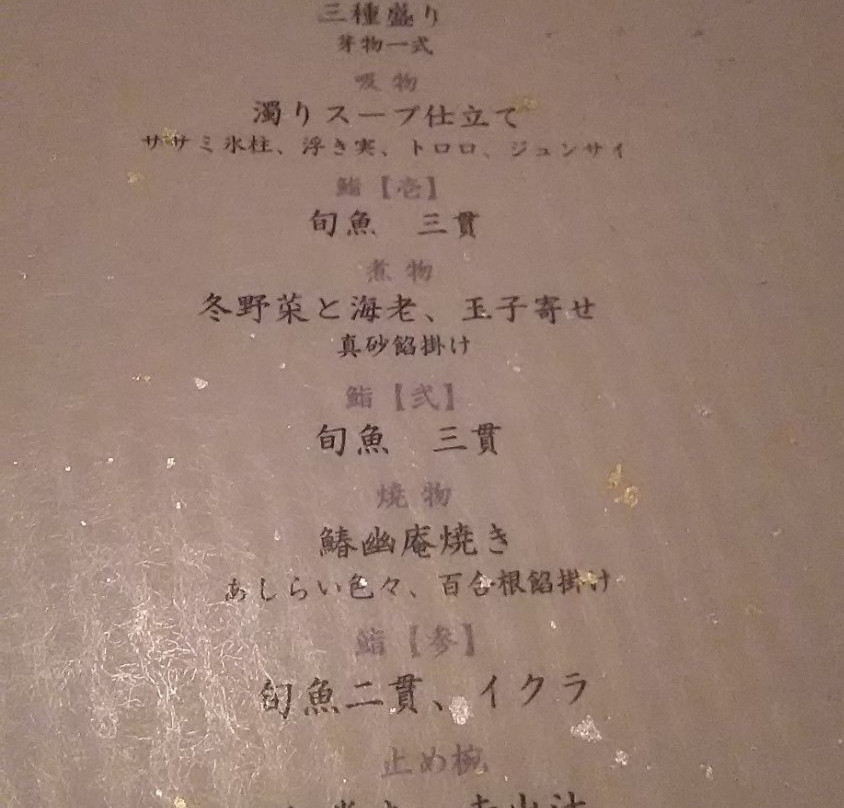 三種盛り
芽物一式
吸物
濁りスープ仕立て
ササミ氷柱、浮き実、トロロ、ジュンサイ
鮨【壱】
旬魚　三貫
煮物
冬野菜と海老、玉子寄せ
真砂餡掛け
鮨【弐】
旬魚　三貫
焼物
鰆幽庵焼き
あしらい色々、百合根餡掛け
鮨【参】
旬魚二貫、イクラ
止め椀